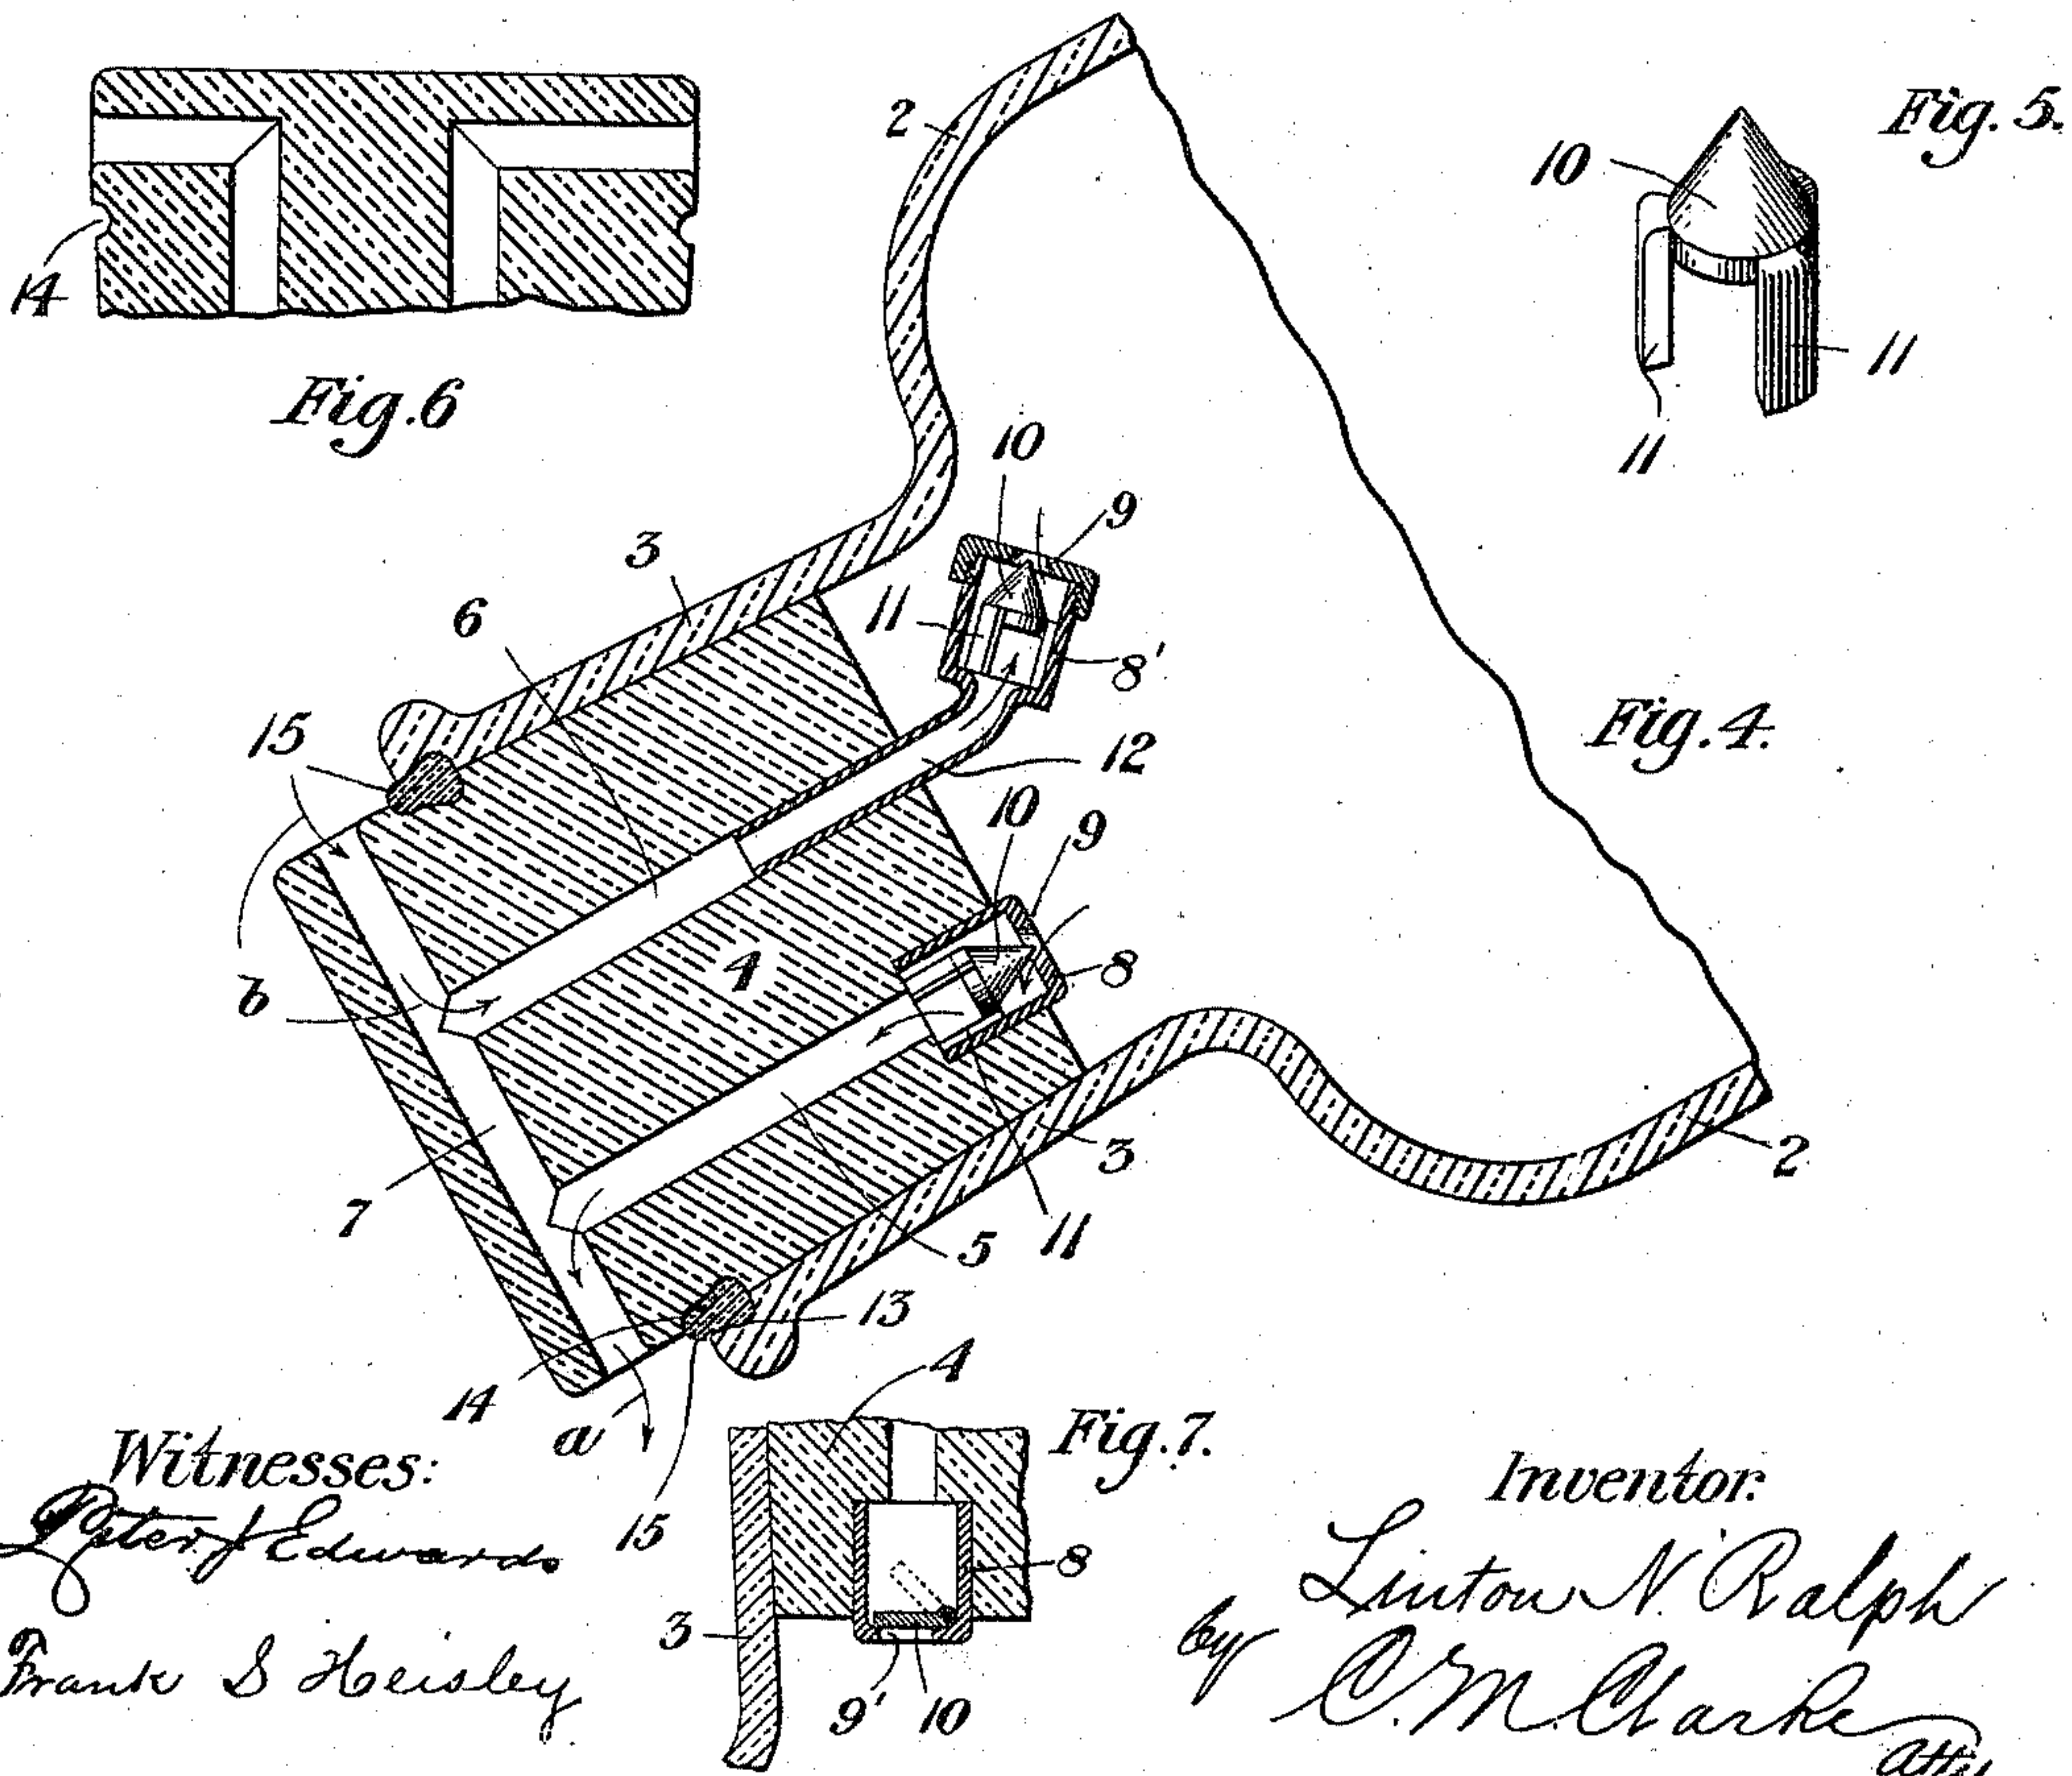 Fig. 5.
2
10
14
11
Fig. 6
11
10
9
3
6
11
8'
Fig. 4.
15
12
10
9
4
8
b
3
2
7
11
5
13
14
a
4
Fig. 7.
Witnesses:
Inventor.
Peter J Edwards
15
8
Linton N. Ralph
3
by
Frank S Heisley
C. M. Clarke
9' 10
Atty